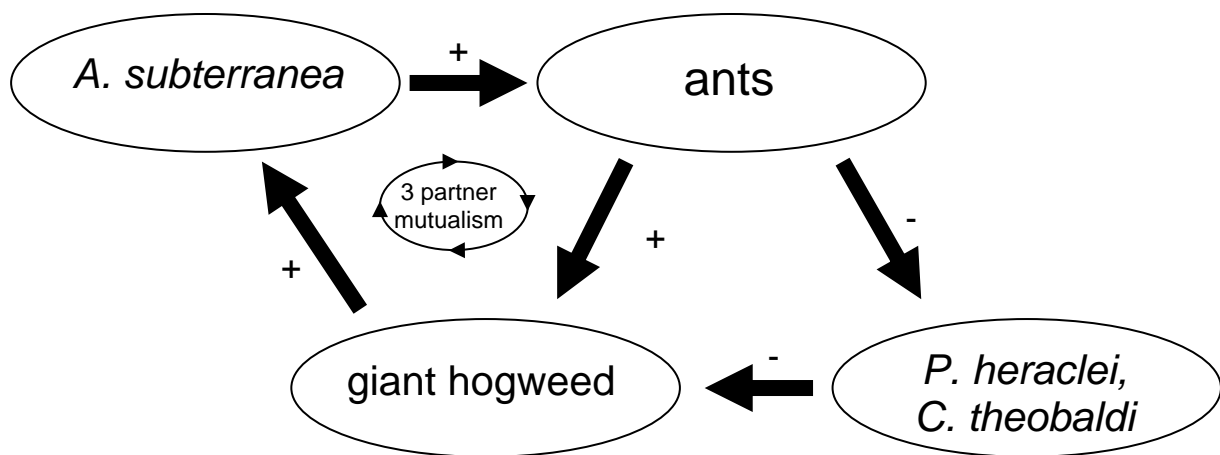 A. subterranea
+
ants
3 partner
mutualism
+
+
-
giant hogweed
-
P. heraclei,
C. theobaldi